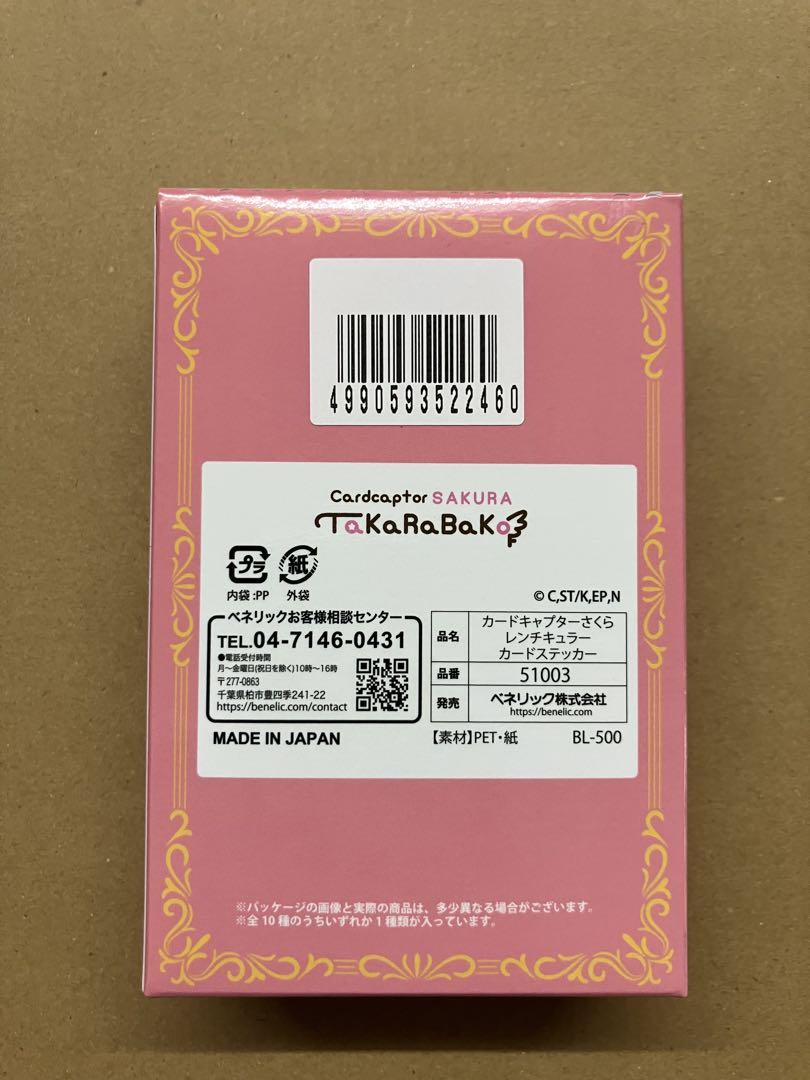 4990593522460
Cardcaptor SAKURA
TaKaRaBaKo
プラ 紙
内袋:PP 外袋
© C,ST/K,EP,N
ベネリックお客様相談センター
TEL.04-7146-0431
●電話受付時間
月～金曜日(祝日を除く)10時～16時
〒277-0863
千葉県柏市豊四季241-22
https://benelic.com/contact
品名 カードキャプターさくら
レンチキュラー
カードステッカー
品番 51003
発売 ベネリック株式会社
https://benelic.com
MADE IN JAPAN
【素材】PET・紙 BL-500
※パッケージの画像と実際の商品は、多少異なる場合がございます。
※全10種のうちいずれか1種類が入っています。